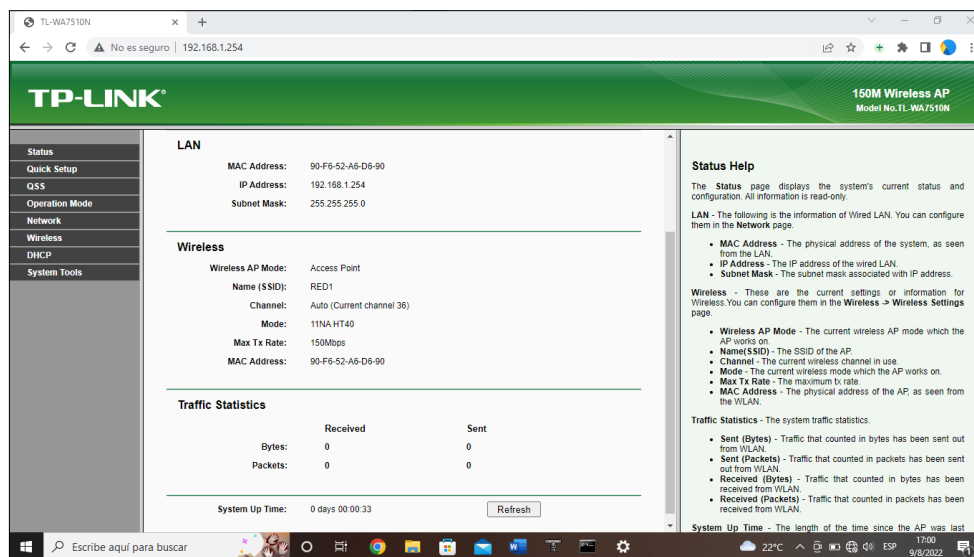 TL-WA7510N
No es seguro
192.168.1.254
TP-LINK®
150M Wireless AP
Model No.TL-WA7510N
Status
Quick Setup
QSS
Operation Mode
Network
Wireless
DHCP
System Tools
LAN
MAC Address: 90-F6-52-A6-D6-90
IP Address: 192.168.1.254
Subnet Mask: 255.255.255.0
Wireless
Wireless AP Mode: Access Point
Name (SSID): RED1
Channel: Auto (Current channel 36)
Mode: 11NA HT40
Max Tx Rate: 150Mbps
MAC Address: 90-F6-52-A6-D6-90
Traffic Statistics
Received Sent
Bytes: 0 0
Packets: 0 0
System Up Time: 0 days 00:00:33 Refresh
Status Help
The Status page displays the system's current status and
configuration. All information is read-only.
LAN - The following is the information of Wired LAN. You can configure
them in the Network page.
• MAC Address - The physical address of the system, as seen
from the LAN.
• IP Address - The IP address of the wired LAN.
• Subnet Mask - The subnet mask associated with IP address.
Wireless - These are the current settings or information for
Wireless.You can configure them in the Wireless -> Wireless Settings
page.
• Wireless AP Mode - The current wireless AP mode which the
AP works on.
• Name(SSID) - The SSID of the AP.
• Channel - The current wireless channel in use.
• Mode - The current wireless mode which the AP works on.
• Max Tx Rate - The maximum tx rate.
• MAC Address - The physical address of the AP, as seen from
the WLAN.
Traffic Statistics - The system traffic statistics.
• Sent (Bytes) - Traffic that counted in bytes has been sent out
from WLAN.
• Sent (Packets) - Traffic that counted in packets has been sent
out from WLAN.
• Received (Bytes) - Traffic that counted in bytes has been
received from WLAN.
• Received (Packets) - Traffic that counted in packets has been
received from WLAN.
System Up Time - The length of the time since the AP was last
Escribe aquí para buscar
22°C
ESP
17:00
9/8/2022